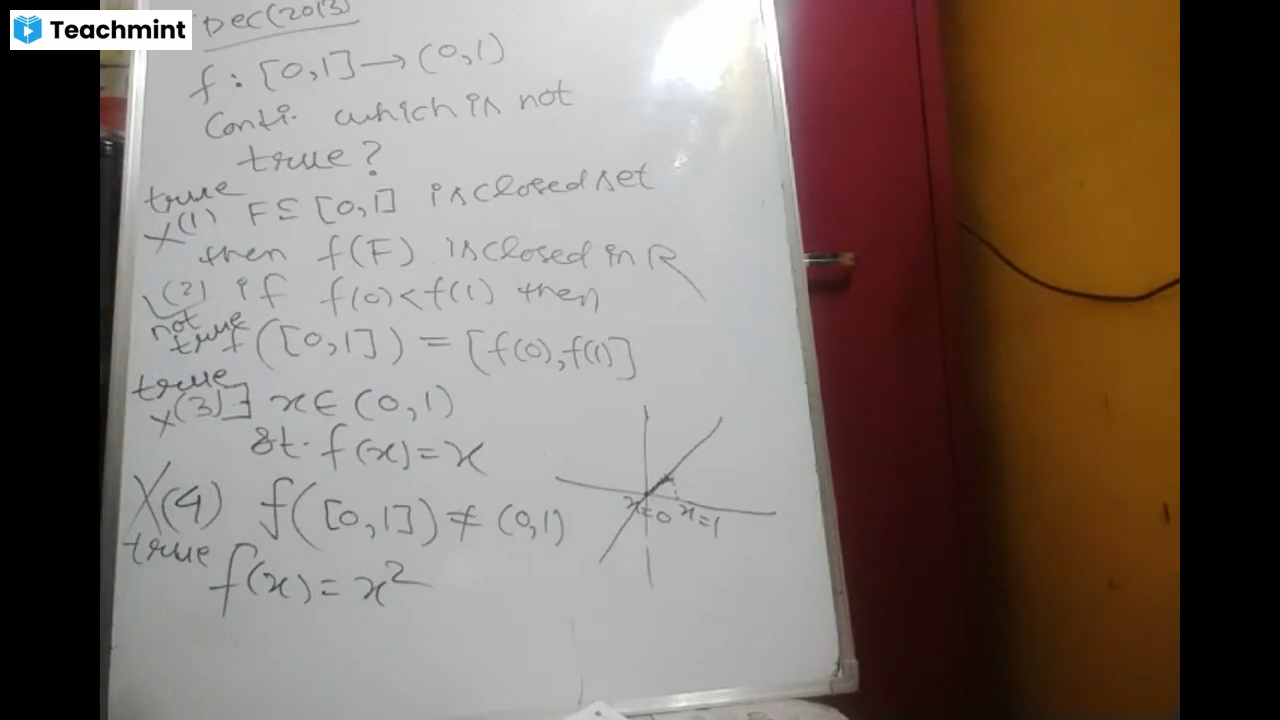 Teachmint
Dec(2013)
f : [0,1] → (0,1)
Conti. which is not
true?
true
X(1) F⊆ [0,1] is closed set
then f(F) is closed in R
(2) if f(0)<f(1) then
not
true f([0,1]) = [f(0), f(1)]
true
X(3) ∃ x∈ (0,1)
st. f(x)=x
X(4) f([0,1]) ≠ (0,1)
true
f(x)= x²
x=0 x=1